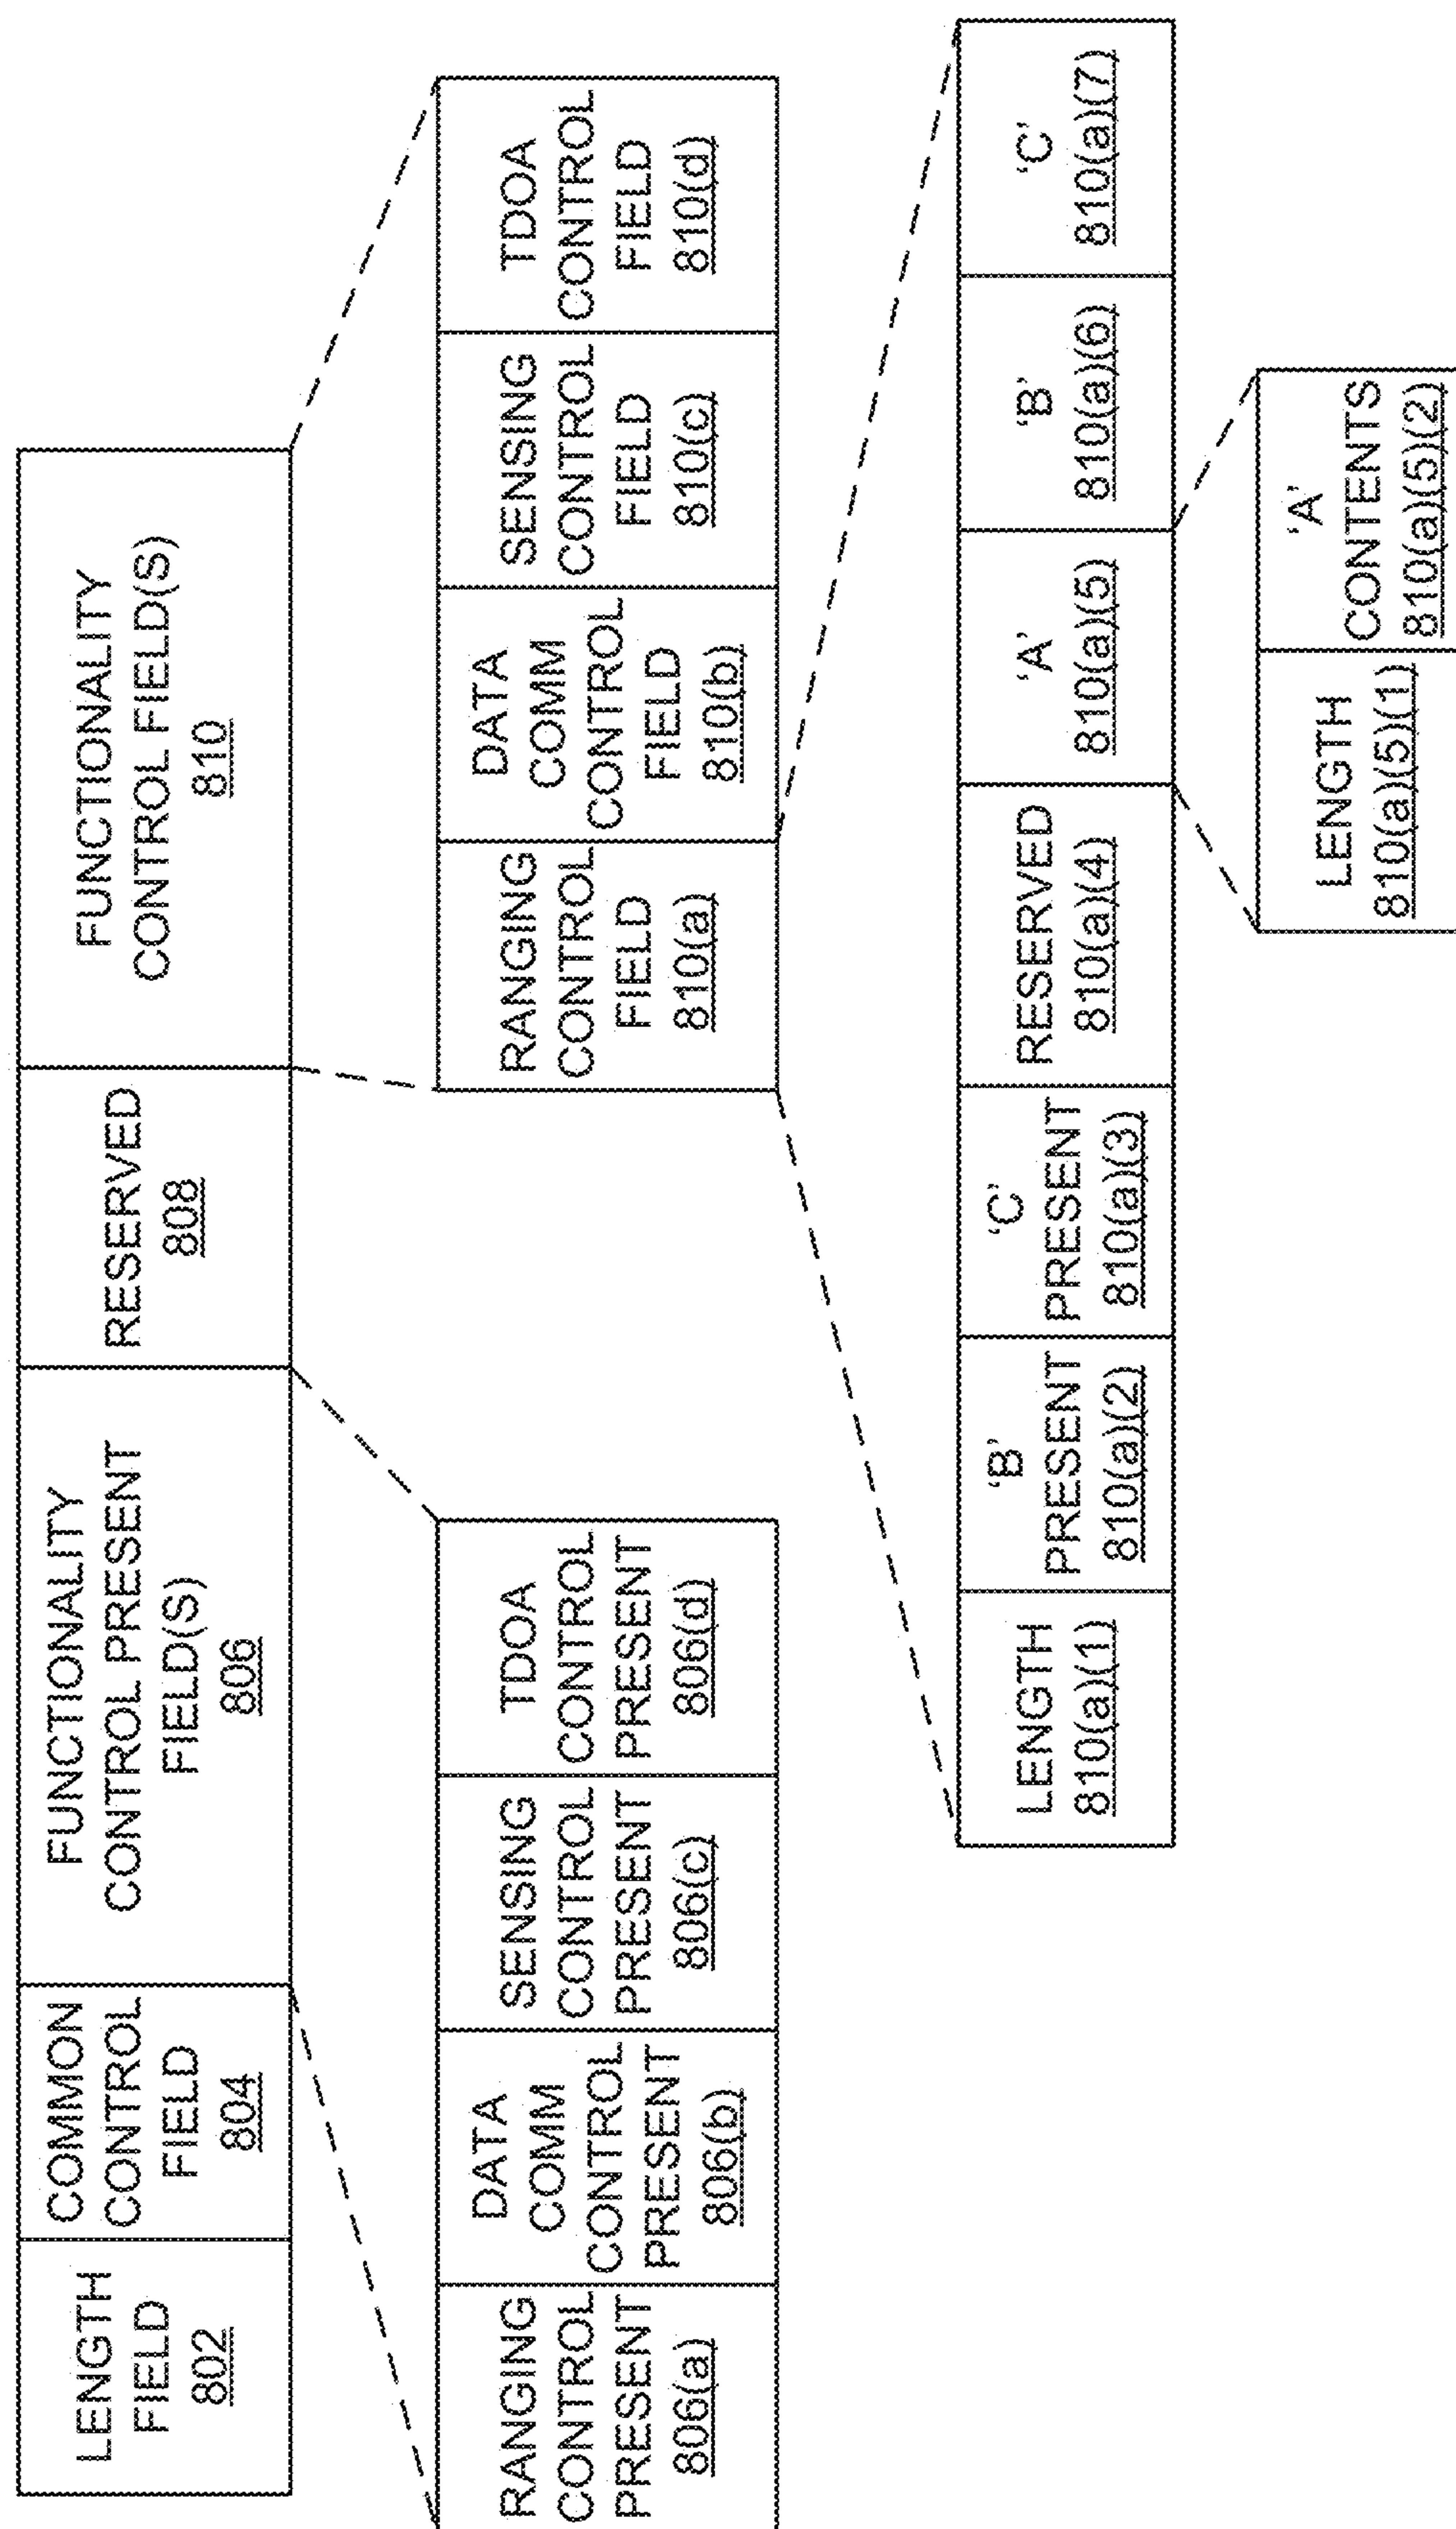 LENGTH
FIELD
802
COMMON
CONTROL
FIELD
804
FUNCTIONALITY
CONTROL PRESENT
FIELD(S)
806
RESERVED
808
FUNCTIONALITY
CONTROL FIELD(S)
810
RANGING
CONTROL
PRESENT
806(a)
DATA
COMM
CONTROL
PRESENT
806(b)
SENSING
CONTROL
PRESENT
806(c)
TDOA
CONTROL
PRESENT
806(d)
RANGING
CONTROL
FIELD
810(a)
DATA
COMM
CONTROL
FIELD
810(b)
SENSING
CONTROL
FIELD
810(c)
TDOA
CONTROL
FIELD
810(d)
LENGTH
810(a)(1)
‘B’
PRESENT
810(a)(2)
‘C’
PRESENT
810(a)(3)
RESERVED
810(a)(4)
‘A’
810(a)(5)
‘B’
810(a)(6)
‘C’
810(a)(7)
LENGTH
810(a)(5)(1)
‘A’
CONTENTS
810(a)(5)(2)